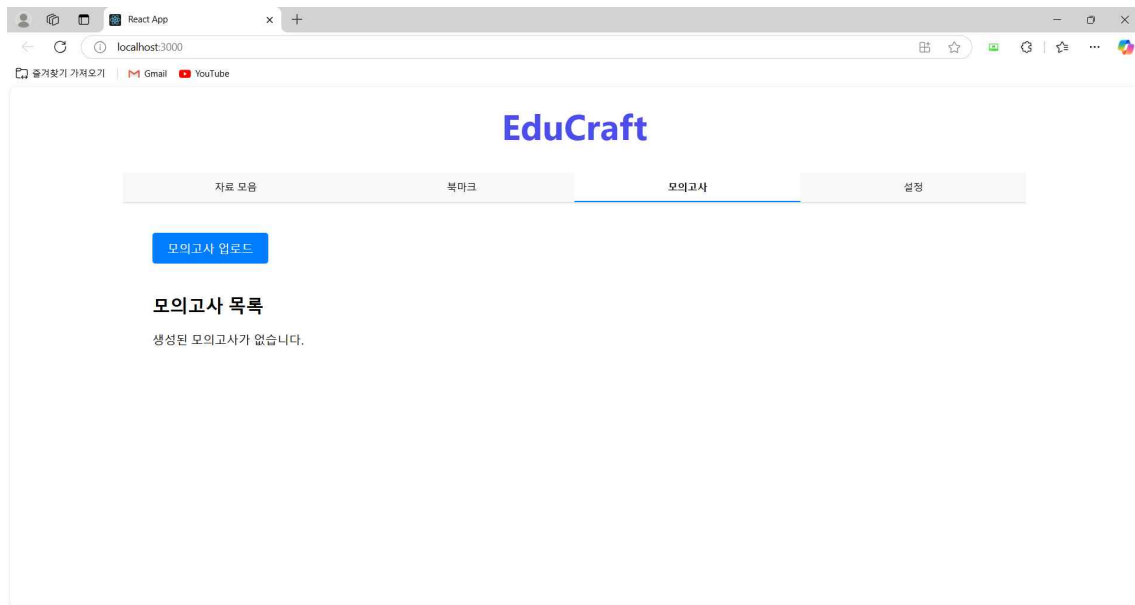 React App
localhost:3000
즐겨찾기 가져오기 Gmail YouTube
EduCraft
자료 모음 북마크 모의고사 설정
모의고사 업로드
모의고사 목록
생성된 모의고사가 없습니다.